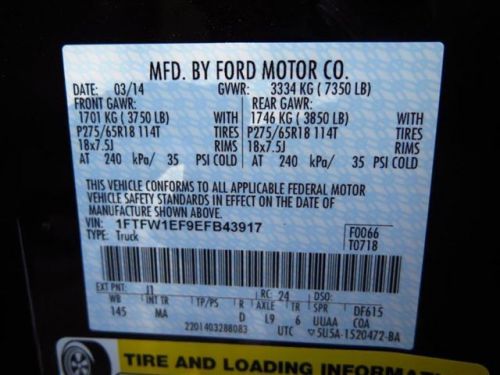 MFD. BY FORD MOTOR CO.
DATE: 03/14 GVWR: 3334 KG ( 7350 LB)
FRONT GAWR: REAR GAWR:
1701 KG ( 3750 LB) WITH 1746 KG ( 3850 LB) WITH
P275/65R18 114T TIRES P275/65R18 114T TIRES
18x7.5J RIMS 18x7.5J RIMS
AT 240 kPa/ 35 PSI COLD AT 240 kPa/ 35 PSI COLD
THIS VEHICLE CONFORMS TO ALL APPLICABLE FEDERAL MOTOR
VEHICLE SAFETY STANDARDS IN EFFECT ON THE DATE OF
MANUFACTURE SHOWN ABOVE.
VIN: 1FTFW1EF9EFB43917 F0066
TYPE: Truck T0718
EXT PNT: J1 RC: 24 DSO:
WB INT TR TP/PS R AXLE TR SPR DF615
145 MA D L9 6 UUAA COA
2201403288083 UTC 5U5A-1520472-BA
TIRE AND LOADING INFORMATION